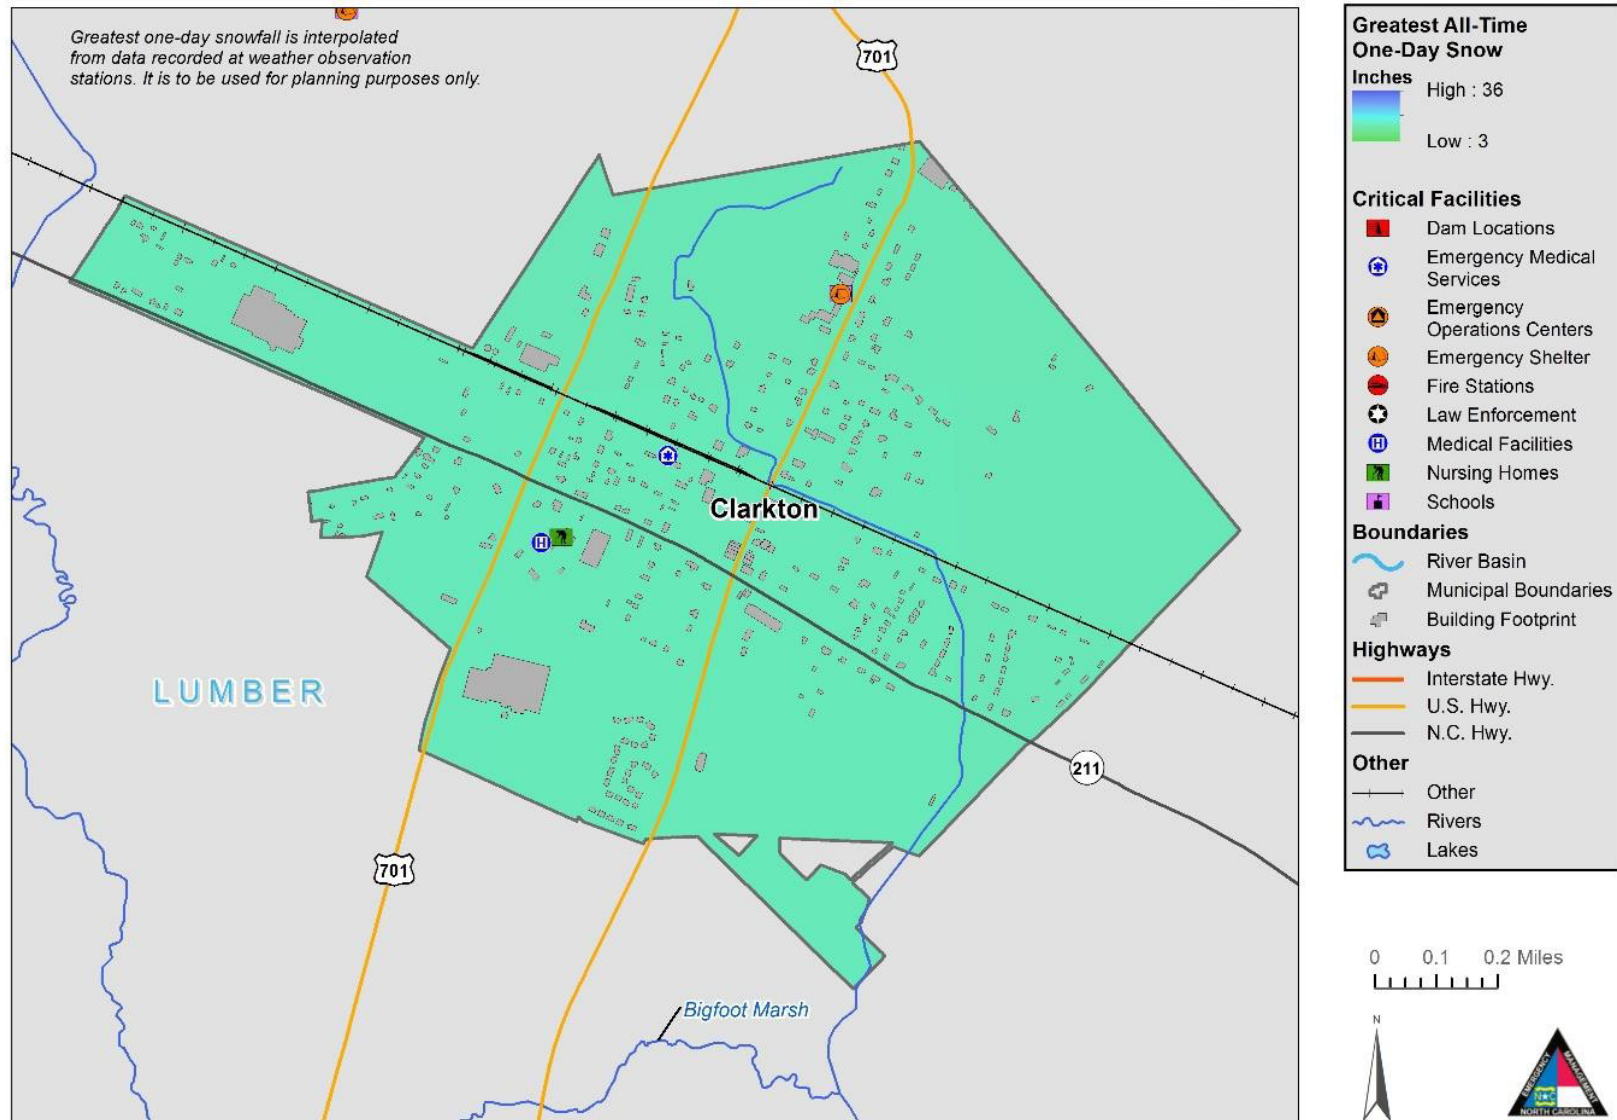 Greatest one-day snowfall is interpolated
from data recorded at weather observation
stations. It is to be used for planning purposes only.
701
Clarkton
LUMBER
211
701
Bigfoot Marsh
Greatest All-Time
One-Day Snow
Inches
High : 36
Low : 3
Critical Facilities
Dam Locations
Emergency Medical
Services
Emergency
Operations Centers
Emergency Shelter
Fire Stations
Law Enforcement
H
Medical Facilities
Nursing Homes
Schools
Boundaries
River Basin
Municipal Boundaries
Building Footprint
Highways
Interstate Hwy.
U.S. Hwy.
N.C. Hwy.
Other
Other
Rivers
Lakes
0 0.1 0.2 Miles
N
EMERGENCY
MANAGEMENT
N C
NORTH CAROLINA
H